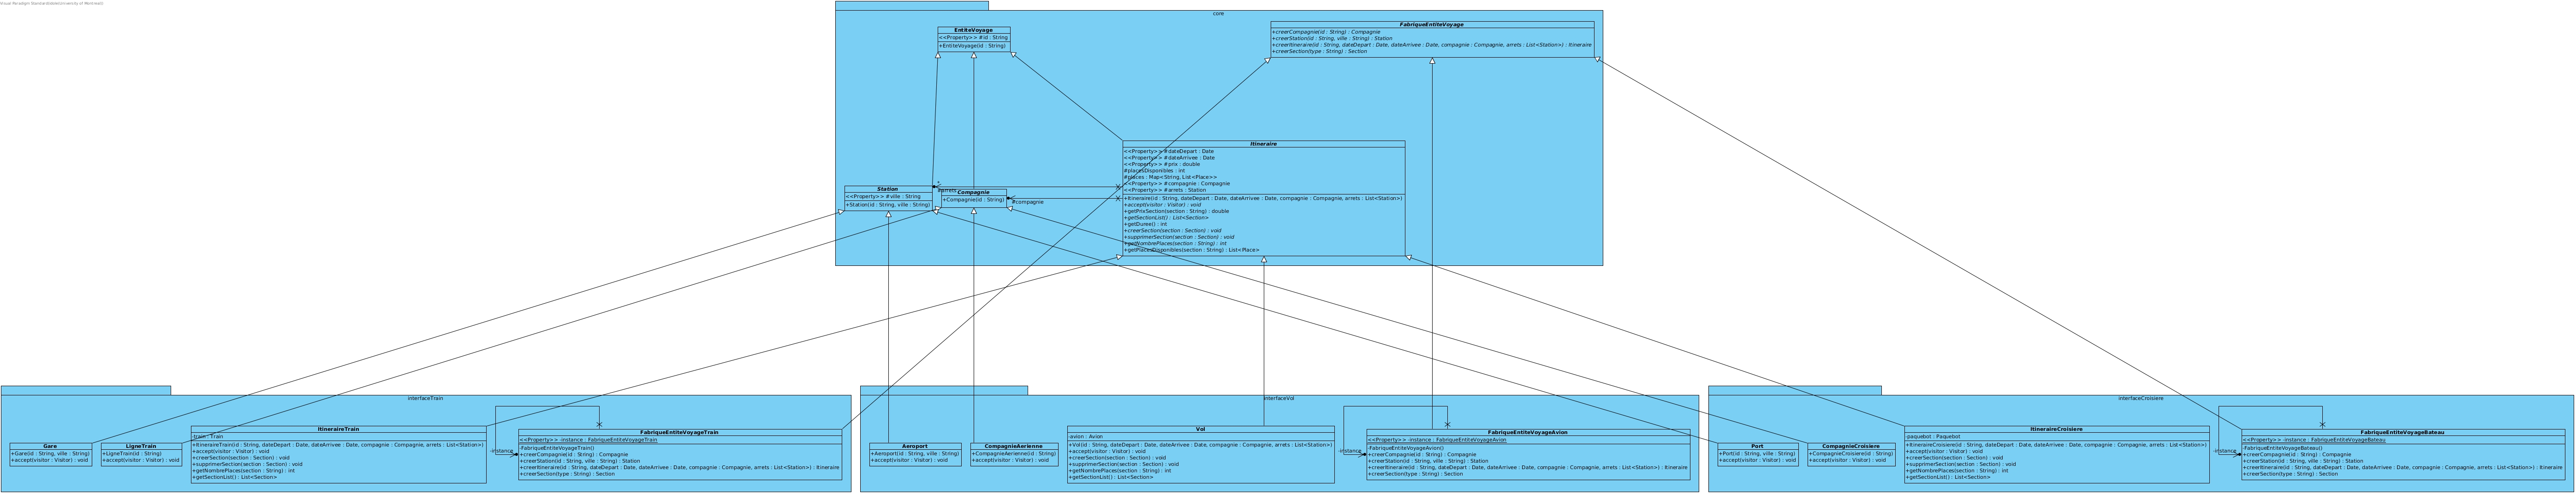 Visual Paradigm Standard(stable(University of Montreal))
core
EntiteVoyage
<<Property>> #id : String
+EntiteVoyage(id : String)
FabriqueEntiteVoyage
+creerCompagnie(id : String) : Compagnie
+creerStation(id : String, ville : String) : Station
+creerItineraire(id : String, dateDepart : Date, dateArrivee : Date, compagnie : Compagnie, arrets : List<Station>) : Itineraire
+creerSection(type : String) : Section
Itineraire
<<Property>> #dateDepart : Date
<<Property>> #dateArrivee : Date
<<Property>> #prix : double
#placesDisponibles : int
#places : Map<String, List<Place>>
<<Property>> #compagnie : Compagnie
<<Property>> #arrets : Station
+Itineraire(id : String, dateDepart : Date, dateArrivee : Date, compagnie : Compagnie, arrets : List<Station>)
+accept(visitor : Visitor) : void
+getPrixSection(section : String) : double
+getSectionList() : List<Section>
+getDuree() : int
+creerSection(section : Section) : void
+supprimerSection(section : Section) : void
+getNombrePlaces(section : String) : int
+getPlacesDisponibles(section : String) : List<Place>
Station
<<Property>> #ville : String
+Station(id : String, ville : String)
*
#arrets
Compagnie
+Compagnie(id : String)
#compagnie
interfaceTrain
Gare
+Gare(id : String, ville : String)
+accept(visitor : Visitor) : void
LigneTrain
+LigneTrain(id : String)
+accept(visitor : Visitor) : void
ItineraireTrain
-train : Train
+ItineraireTrain(id : String, dateDepart : Date, dateArrivee : Date, compagnie : Compagnie, arrets : List<Station>)
+accept(visitor : Visitor) : void
+creerSection(section : Section) : void
+supprimerSection(section : Section) : void
+getNombrePlaces(section : String) : int
+getSectionList() : List<Section>
-instance
FabriqueEntiteVoyageTrain
<<Property>> -instance : FabriqueEntiteVoyageTrain
-FabriqueEntiteVoyageTrain()
+creerCompagnie(id : String) : Compagnie
+creerStation(id : String, ville : String) : Station
+creerItineraire(id : String, dateDepart : Date, dateArrivee : Date, compagnie : Compagnie, arrets : List<Station>) : Itineraire
+creerSection(type : String) : Section
interfaceVol
Aeroport
+Aeroport(id : String, ville : String)
+accept(visitor : Visitor) : void
CompagnieAerienne
+CompagnieAerienne(id : String)
+accept(visitor : Visitor) : void
Vol
-avion : Avion
+Vol(id : String, dateDepart : Date, dateArrivee : Date, compagnie : Compagnie, arrets : List<Station>)
+accept(visitor : Visitor) : void
+creerSection(section : Section) : void
+supprimerSection(section : Section) : void
+getNombrePlaces(section : String) : int
+getSectionList() : List<Section>
-instance
FabriqueEntiteVoyageAvion
<<Property>> -instance : FabriqueEntiteVoyageAvion
-FabriqueEntiteVoyageAvion()
+creerCompagnie(id : String) : Compagnie
+creerStation(id : String, ville : String) : Station
+creerItineraire(id : String, dateDepart : Date, dateArrivee : Date, compagnie : Compagnie, arrets : List<Station>) : Itineraire
+creerSection(type : String) : Section
interfaceCroisiere
Port
+Port(id : String, ville : String)
+accept(visitor : Visitor) : void
CompagnieCroisiere
+CompagnieCroisiere(id : String)
+accept(visitor : Visitor) : void
ItineraireCroisiere
-paquebot : Paquebot
+ItineraireCroisiere(id : String, dateDepart : Date, dateArrivee : Date, compagnie : Compagnie, arrets : List<Station>)
+accept(visitor : Visitor) : void
+creerSection(section : Section) : void
+supprimerSection(section : Section) : void
+getNombrePlaces(section : String) : int
+getSectionList() : List<Section>
-instance
FabriqueEntiteVoyageBateau
<<Property>> -instance : FabriqueEntiteVoyageBateau
-FabriqueEntiteVoyageBateau()
+creerCompagnie(id : String) : Compagnie
+creerStation(id : String, ville : String) : Station
+creerItineraire(id : String, dateDepart : Date, dateArrivee : Date, compagnie : Compagnie, arrets : List<Station>) : Itineraire
+creerSection(type : String) : Section